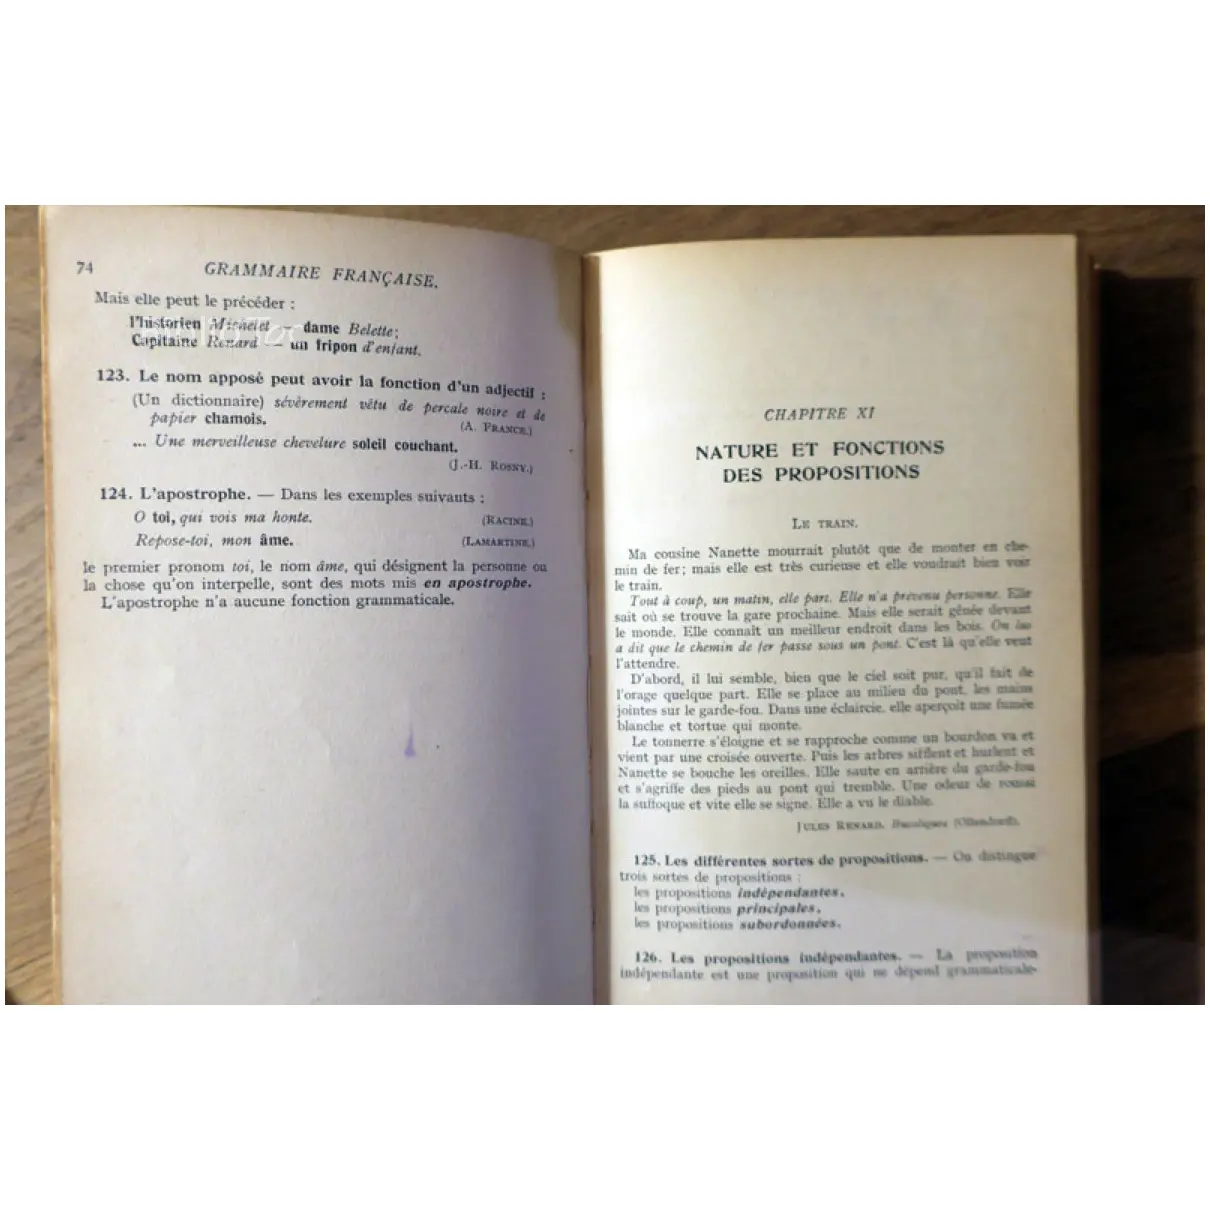 74 GRAMMAIRE FRANÇAISE.
Mais elle peut le précéder :
l'historien Michelet — dame Belette;
Capitaine Renard — un fripon d'enfant.
123. Le nom apposé peut avoir la fonction d'un adjectif :
(Un dictionnaire) sévèrement vêtu de percale noire et de
papier chamois.
(A. FRANCE.)
... Une merveilleuse chevelure soleil couchant.
(J.-H. ROSNY.)
124. L'apostrophe. — Dans les exemples suivants :
O toi, qui vois ma honte. (RACINE.)
Repose-toi, mon âme. (LAMARTINE.)
le premier pronom toi, le nom âme, qui désignent la personne ou
la chose qu'on interpelle, sont des mots mis en apostrophe.
L'apostrophe n'a aucune fonction grammaticale.
CHAPITRE XI
NATURE ET FONCTIONS
DES PROPOSITIONS
LE TRAIN.
Ma cousine Nanette mourrait plutôt que de monter en che-
min de fer; mais elle est très curieuse et elle voudrait bien voir
le train.
Tout à coup, un matin, elle part. Elle n'a prévenu personne. Elle
sait où se trouve la gare prochaine. Mais elle serait gênée devant
le monde. Elle connaît un meilleur endroit dans les bois. On lui
a dit que le chemin de fer passe sous un pont. C'est là qu'elle veut
l'attendre.
D'abord, il lui semble, bien que le ciel soit pur, qu'il fait de
l'orage quelque part. Elle se place au milieu du pont, les mains
jointes sur le garde-fou. Dans une éclaircie, elle aperçoit une fumée
blanche et tortue qui monte.
Le tonnerre s'éloigne et se rapproche comme un bourdon va et
vient par une croisée ouverte. Puis les arbres sifflent et hurlent et
Nanette se bouche les oreilles. Elle saute en arrière du garde-fou
et s'agriffe des pieds au pont qui tremble. Une odeur de roussi
la suffoque et vite elle se signe. Elle a vu le diable.
JULES RENARD. Bucoliques (Ollendorff).
125. Les différentes sortes de propositions. — On distingue
trois sortes de propositions :
les propositions indépendantes,
les propositions principales,
les propositions subordonnées.
126. Les propositions indépendantes. — La proposition
indépendante est une proposition qui ne dépend grammaticale-